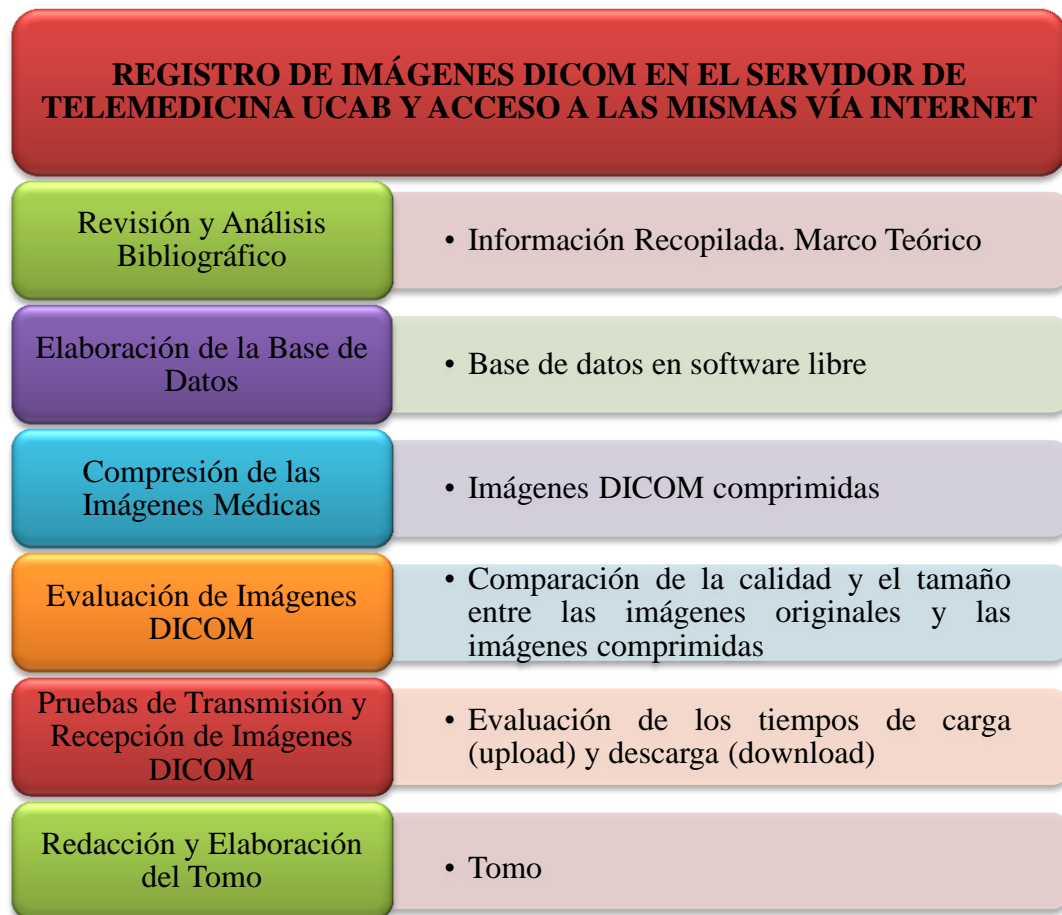 REGISTRO DE IMÁGENES DICOM EN EL SERVIDOR DE
TELEMEDICINA UCAB Y ACCESO A LAS MISMAS VÍA INTERNET
Revisión y Análisis
Bibliográfico
• Información Recopilada. Marco Teórico
Elaboración de la Base de
Datos
• Base de datos en software libre
Compresión de las
Imágenes Médicas
• Imágenes DICOM comprimidas
Evaluación de Imágenes
DICOM
• Comparación de la calidad y el tamaño
entre las imágenes originales y las
imágenes comprimidas
Pruebas de Transmisión y
Recepción de Imágenes
DICOM
• Evaluación de los tiempos de carga
(upload) y descarga (download)
Redacción y Elaboración
del Tomo
• Tomo